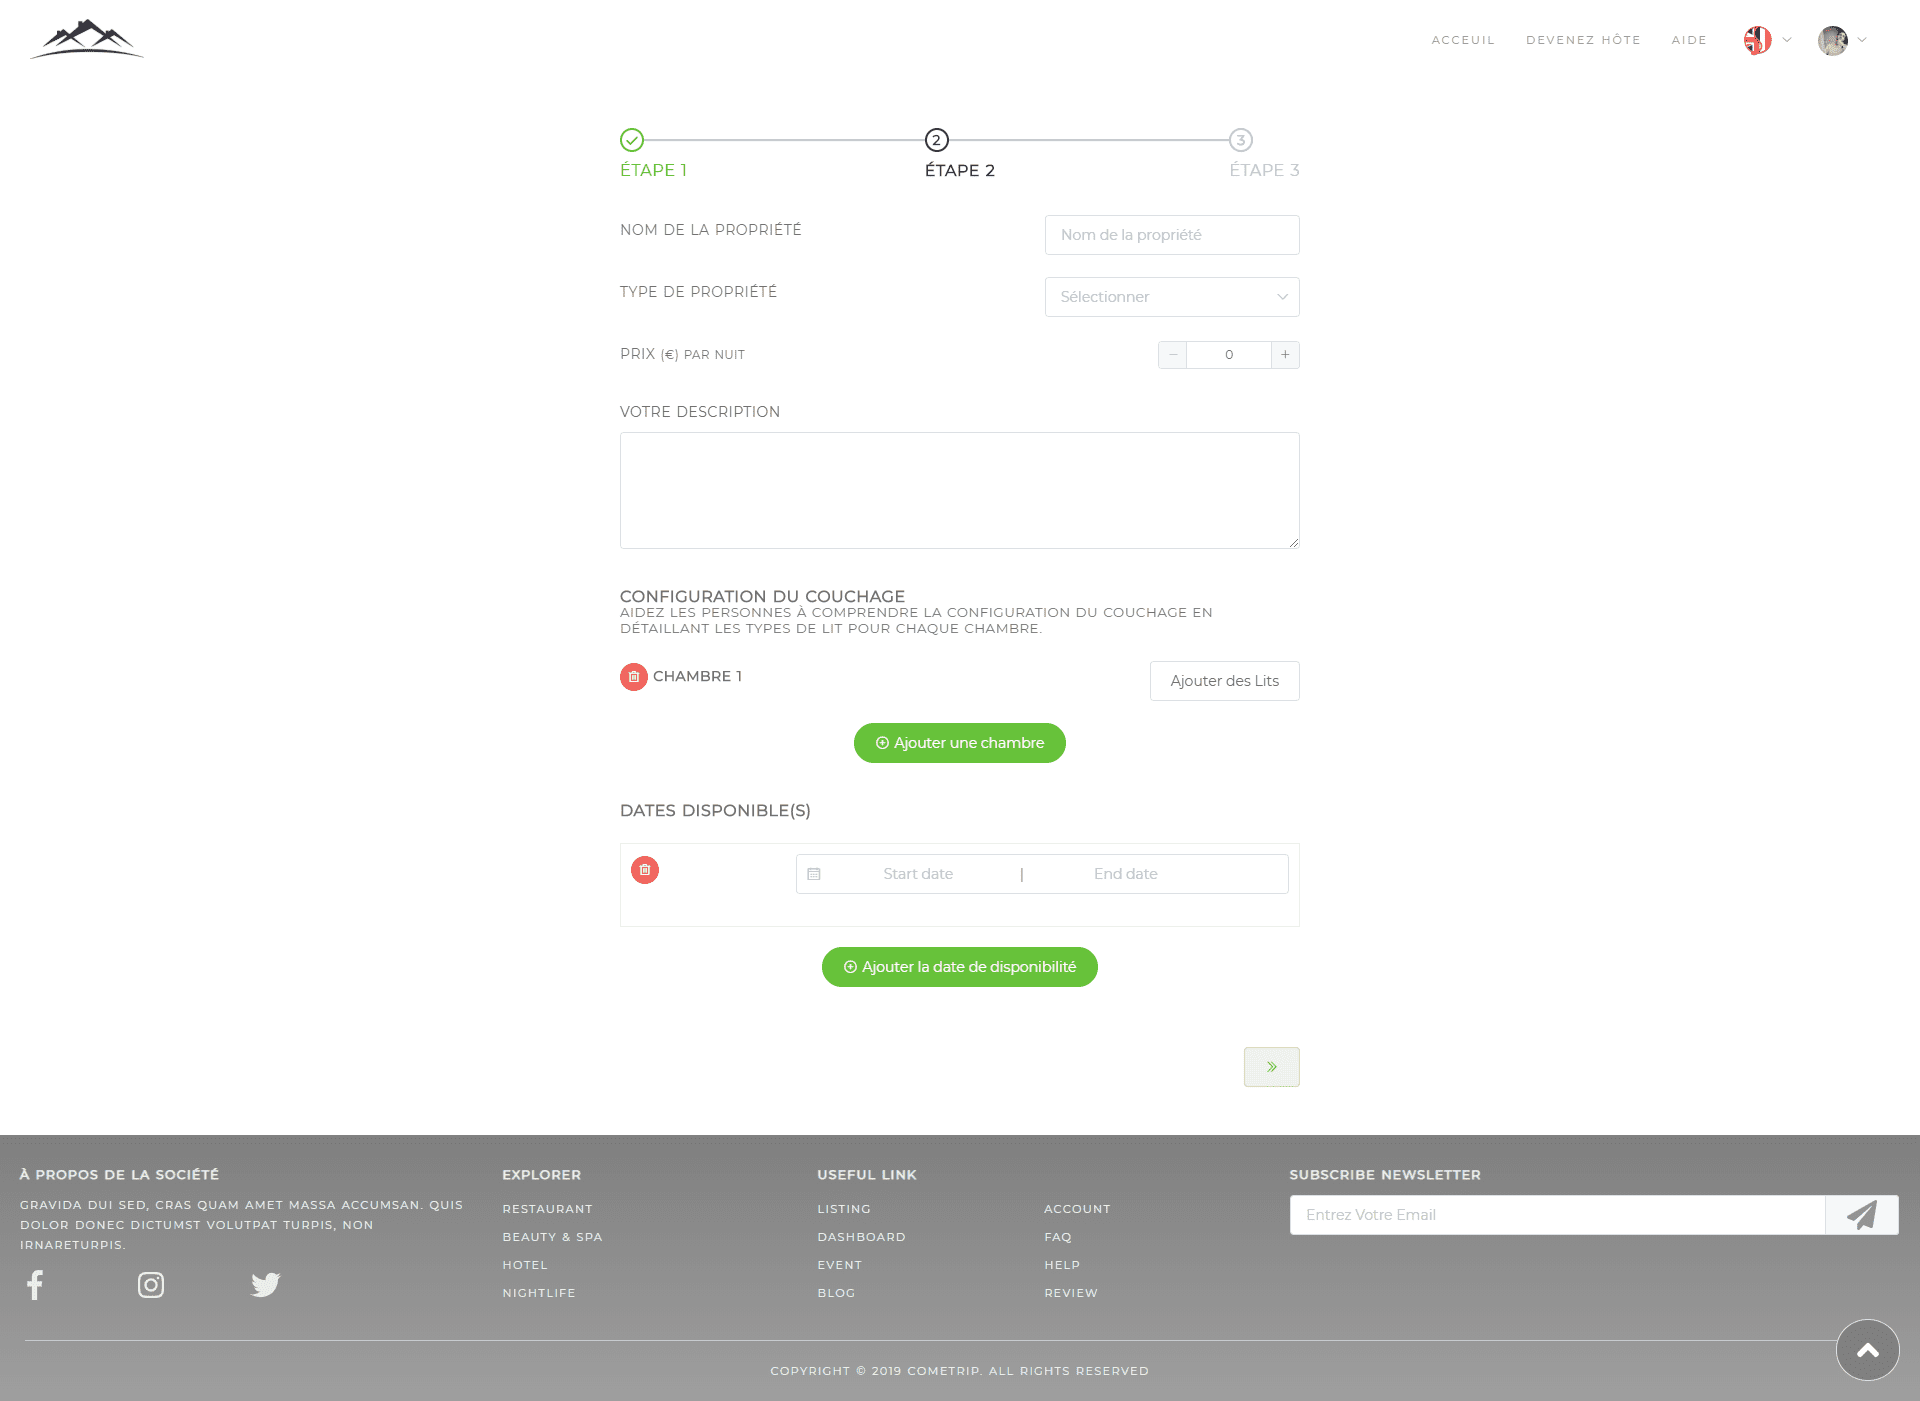 ACCEUIL DEVENEZ HÔTE AIDE
2 3
ÉTAPE 1 ÉTAPE 2 ÉTAPE 3
NOM DE LA PROPRIÉTÉ Nom de la propriété
TYPE DE PROPRIÉTÉ Sélectionner
PRIX (€) PAR NUIT − 0 +
VOTRE DESCRIPTION
CONFIGURATION DU COUCHAGE
AIDEZ LES PERSONNES À COMPRENDRE LA CONFIGURATION DU COUCHAGE EN
DÉTAILLANT LES TYPES DE LIT POUR CHAQUE CHAMBRE.
CHAMBRE 1 Ajouter des Lits
Ajouter une chambre
DATES DISPONIBLE(S)
Start date | End date
Ajouter la date de disponibilité
À PROPOS DE LA SOCIÉTÉ
GRAVIDA DUI SED, CRAS QUAM AMET MASSA ACCUMSAN. QUIS
DOLOR DONEC DICTUMST VOLUTPAT TURPIS, NON
IRNARETURPIS.
EXPLORER
RESTAURANT
BEAUTY & SPA
HOTEL
NIGHTLIFE
USEFUL LINK
LISTING
DASHBOARD
EVENT
BLOG
ACCOUNT
FAQ
HELP
REVIEW
SUBSCRIBE NEWSLETTER
Entrez Votre Email
COPYRIGHT © 2019 COMETRIP. ALL RIGHTS RESERVED